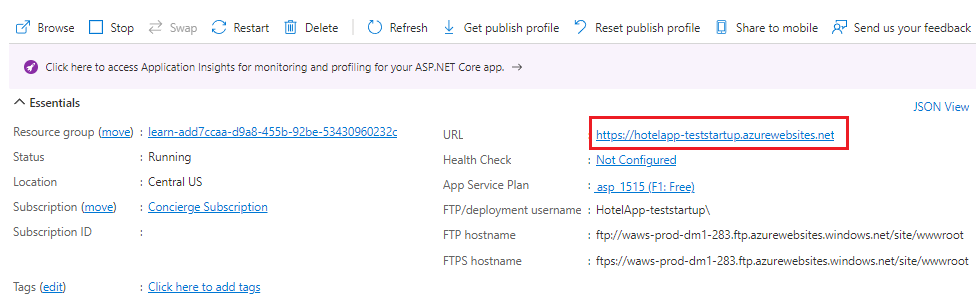 Browse Stop Swap Restart Delete Refresh Get publish profile Reset publish profile Share to mobile Send us your feedback
Click here to access Application Insights for monitoring and profiling for your ASP.NET Core app. →
Essentials JSON View
Resource group (move) : learn-add7ccaa-d9a8-455b-92be-53430960232c
Status : Running
Location : Central US
Subscription (move) : Concierge Subscription
Subscription ID :
URL : https://hotelapp-teststartup.azurewebsites.net
Health Check : Not Configured
App Service Plan : asp_1515 (F1: Free)
FTP/deployment username : HotelApp-teststartup\
FTP hostname : ftp://waws-prod-dm1-283.ftp.azurewebsites.windows.net/site/wwwroot
FTPS hostname : ftps://waws-prod-dm1-283.ftp.azurewebsites.windows.net/site/wwwroot
Tags (edit) : Click here to add tags